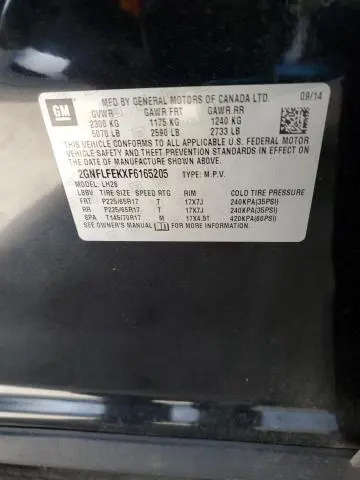 GM
MFD BY GENERAL MOTORS OF CANADA LTD.
09/14
GVWR GAWR FRT GAWR RR
2300 KG 1175 KG 1240 KG
5070 LB 2590 LB 2733 LB
THIS VEHICLE CONFORMS TO ALL APPLICABLE U.S. FEDERAL MOTOR
VEHICLE SAFETY AND THEFT PREVENTION STANDARDS IN EFFECT ON
THE DATE OF MANUFACTURE SHOWN ABOVE.
2GNFLFEKXF6165205 TYPE: M.P.V.
MODEL: LH26
LBBV TIRE SIZE SPEED RTG RIM COLD TIRE PRESSURE
FRT P225/65R17 T 17X7J 240KPA(35PSI)
RR P225/65R17 T 17X7J 240KPA(35PSI)
SPA T145/70R17 M 17X4.5T 420KPA(60PSI)
SEE OWNER'S MANUAL FOR MORE INFORMATION.